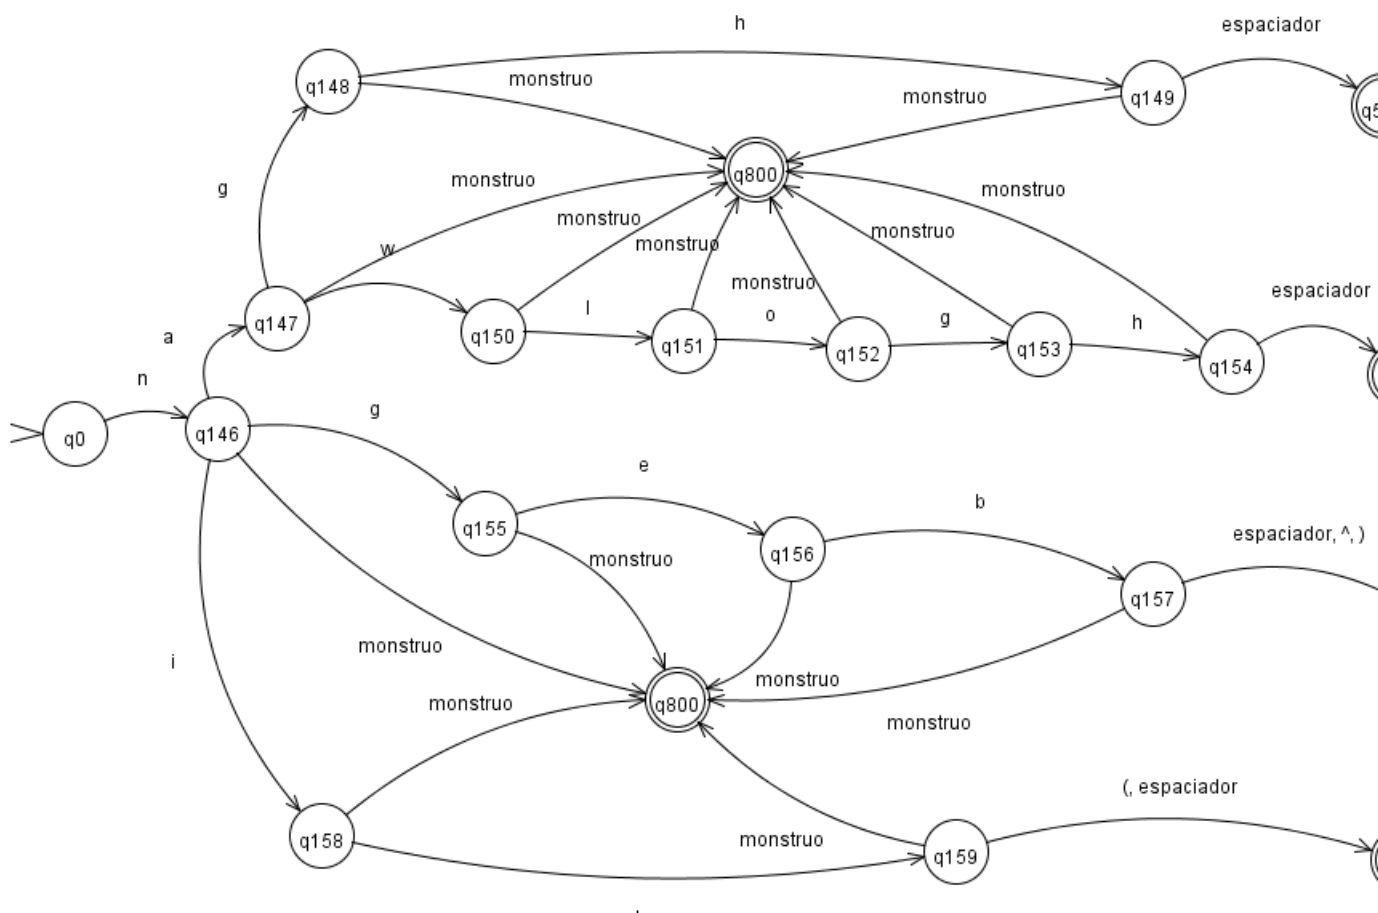 h
espaciador
q148
monstruo
monstruo
q149
q5
q800
g
monstruo
monstruo
monstruo
w
monstruo
monstruo
monstruo
espaciador
q147
q150
l
q151
o
q152
g
q153
h
q154
a
n
q0
q146
g
e
b
espaciador, ^, )
q155
monstruo
q156
q157
i
monstruo
monstruo
monstruo
q800
monstruo
(, espaciador
q158
monstruo
q159